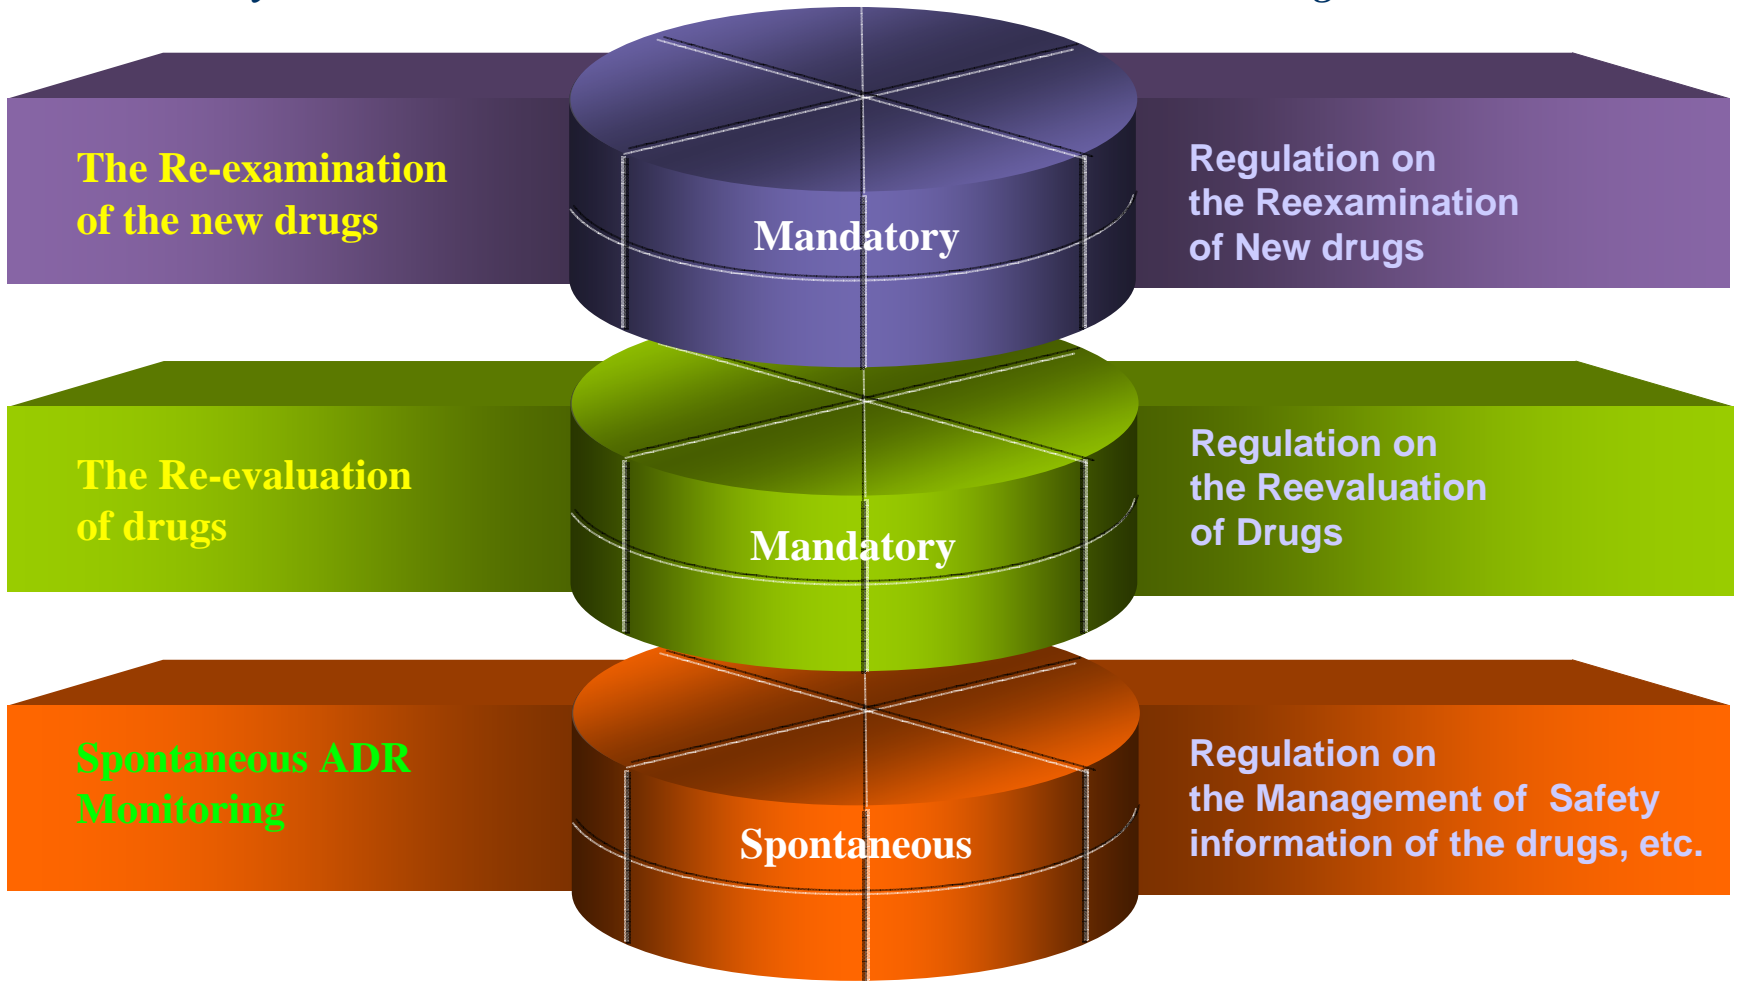 The Re-examination
of the new drugs
Mandatory
Regulation on
the Reexamination
of New drugs
The Re-evaluation
of drugs
Mandatory
Regulation on
the Reevaluation
of Drugs
Spontaneous ADR
Monitoring
Spontaneous
Regulation on
the Management of  Safety
information of the drugs, etc.